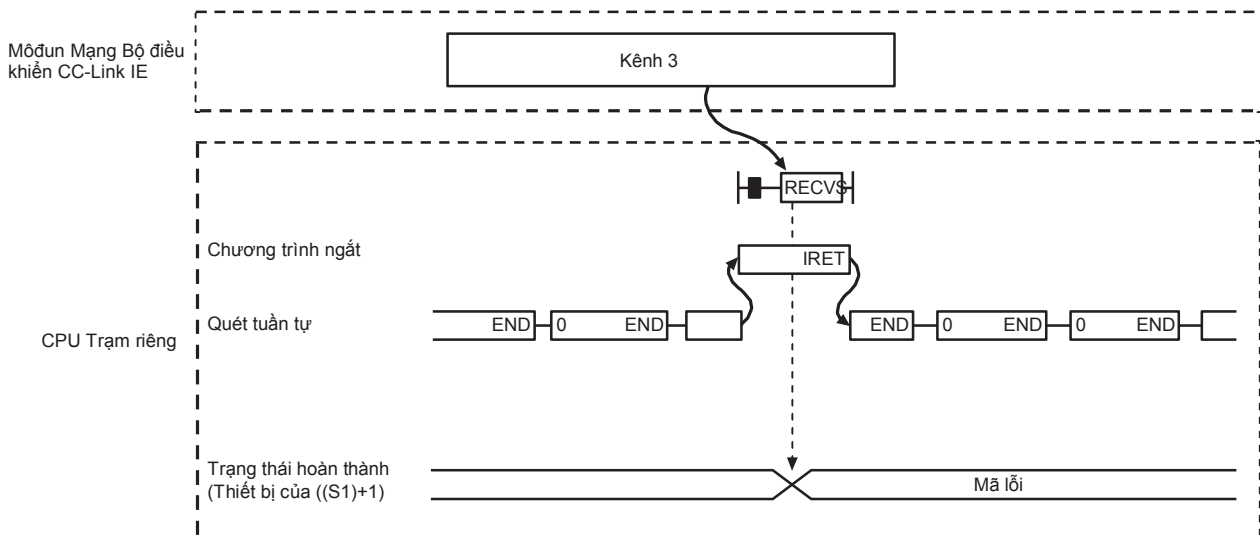 Môđun Mạng Bộ điều
khiển CC-Link IE
Kênh 3
RECVS
Chương trình ngắt
IRET
Quét tuần tự
END 0 END END 0 END 0 END
CPU Trạm riêng
Trạng thái hoàn thành
(Thiết bị của ((S1)+1)
Mã lỗi